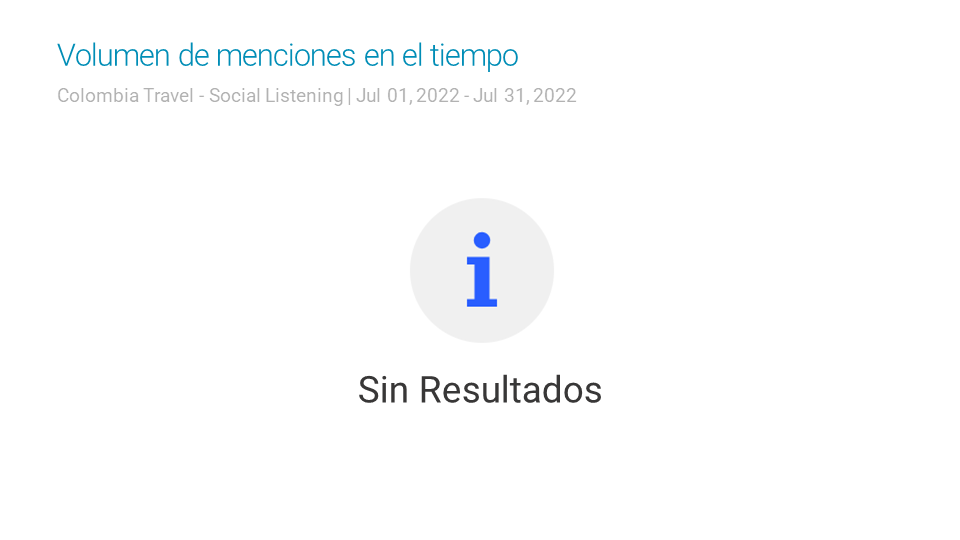 Volumen de menciones en el tiempo
Colombia Travel - Social Listening | Jul 01, 2022 - Jul 31, 2022
Sin Resultados